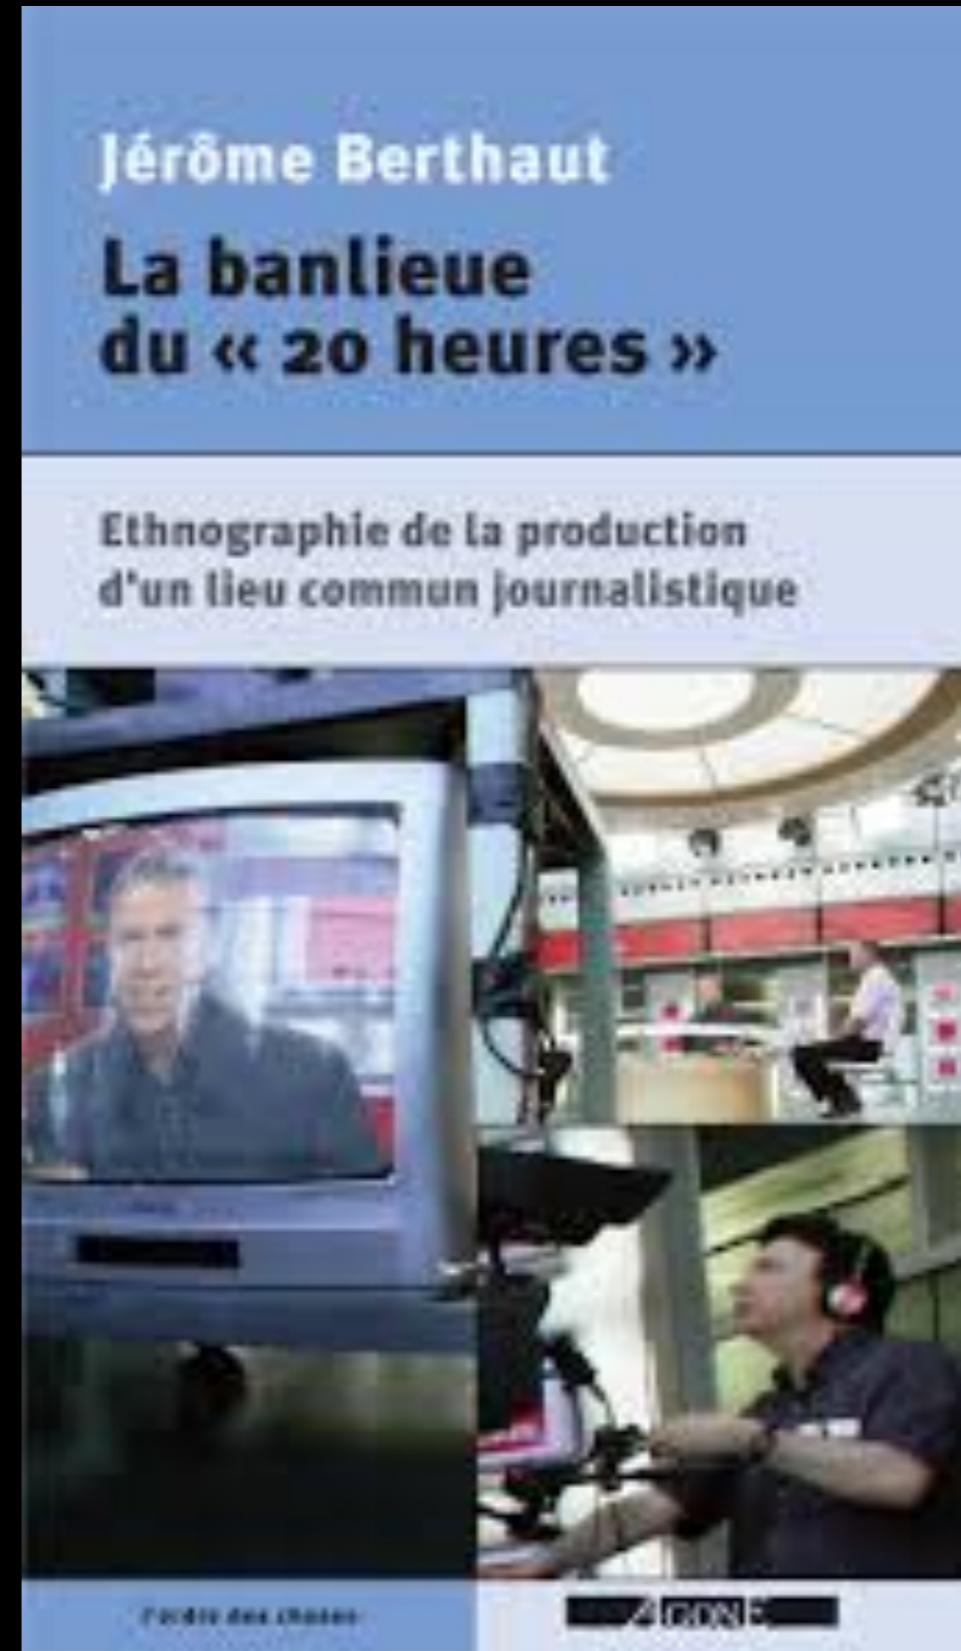 Jérôme Berthaut
La banlieue
du « 20 heures »
Ethnographie de la production
d'un lieu commun journalistique
l'ordre des choses
AGONE